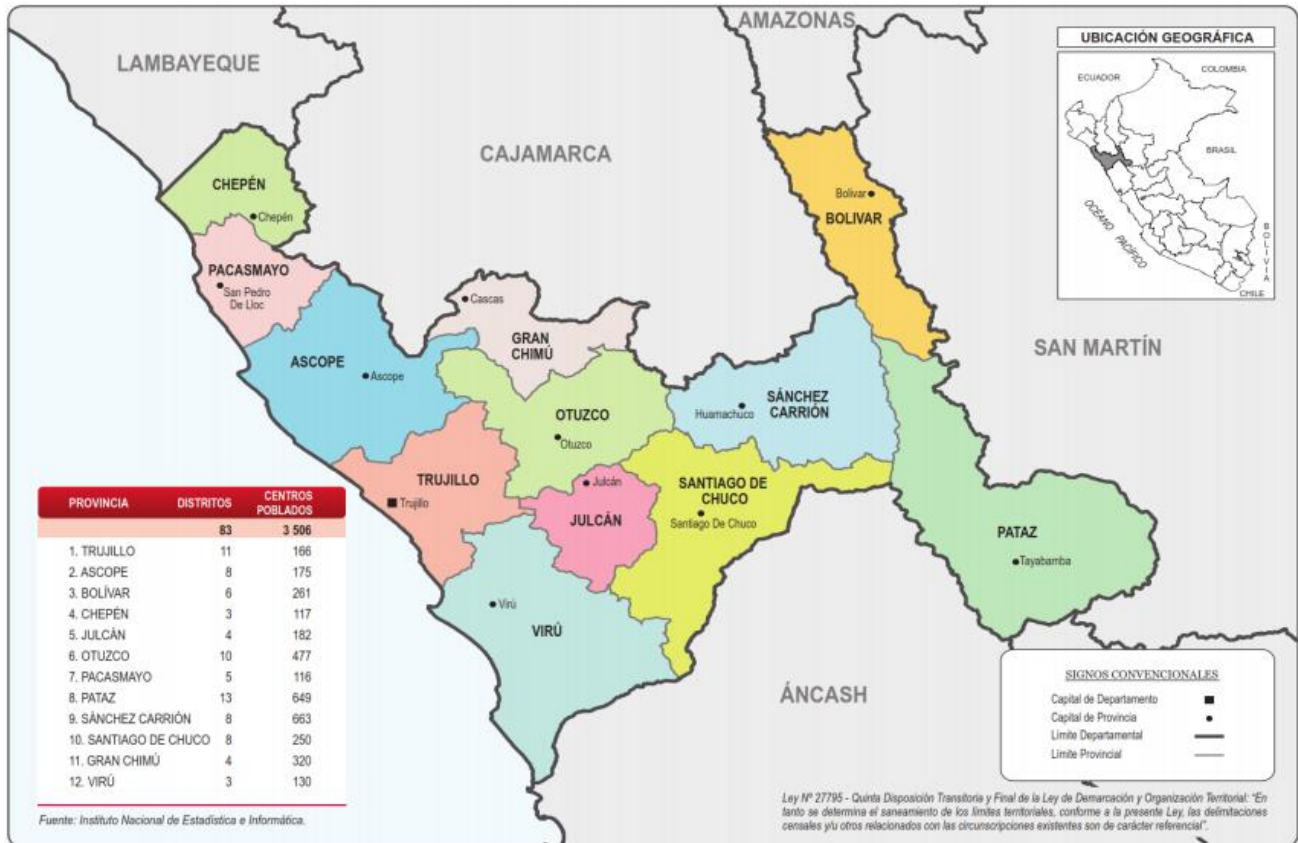 AMAZONAS
LAMBAYEQUE
CAJAMARCA
SAN MARTÍN
ÁNCASH
UBICACIÓN GEOGRÁFICA
ECUADOR
COLOMBIA
BRASIL
OCÉANO PACÍFICO
BOLIVIA
CHILE
CHEPÉN
Chepén
PACASMAYO
San Pedro
De Lloc
ASCOPE
Ascope
Cascas
GRAN
CHIMÚ
Bolivar
BOLIVAR
OTUZCO
Otuzco
Huamachuco
SÁNCHEZ
CARRIÓN
TRUJILLO
Trujillo
Julcán
JULCÁN
SANTIAGO DE
CHUCO
Santiago De Chuco
PATAZ
Tayabamba
Virú
VIRÚ
PROVINCIA DISTRITOS CENTROS POBLADOS
83 3 506
1. TRUJILLO 11 166
2. ASCOPE 8 175
3. BOLÍVAR 6 261
4. CHEPÉN 3 117
5. JULCÁN 4 182
6. OTUZCO 10 477
7. PACASMAYO 5 116
8. PATAZ 13 649
9. SÁNCHEZ CARRIÓN 8 663
10. SANTIAGO DE CHUCO 8 250
11. GRAN CHIMÚ 4 320
12. VIRÚ 3 130
Fuente: Instituto Nacional de Estadística e Informática.
SIGNOS CONVENCIONALES
Capital de Departamento
Capital de Provincia
Limite Departamental
Limite Provincial
Ley Nº 27795 - Quinta Disposición Transitoria y Final de la Ley de Demarcación y Organización Territorial: "En
tanto se determina el saneamiento de los límites territoriales, conforme a la presente Ley, las delimitaciones
censales y/u otros relacionados con las circunscripciones existentes son de carácter referencial".